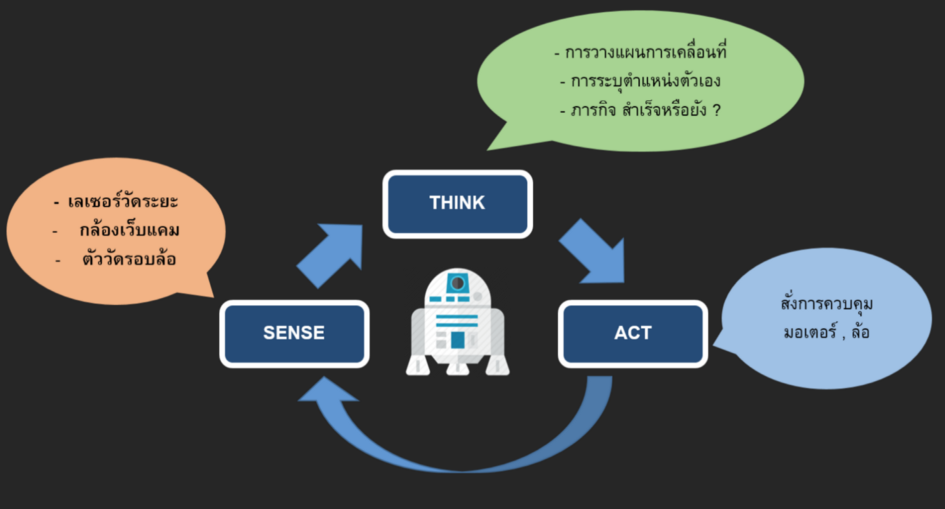 - การวางแผนการเคลื่อนที่
- การระบุตำแหน่งตัวเอง
- ภารกิจ สำเร็จหรือยัง ?
THINK
- เลเซอร์วัดระยะ
- กล้องเว็บแคม
- ตัววัดรอบล้อ
SENSE
ACT
สั่งการควบคุม
มอเตอร์ , ล้อ